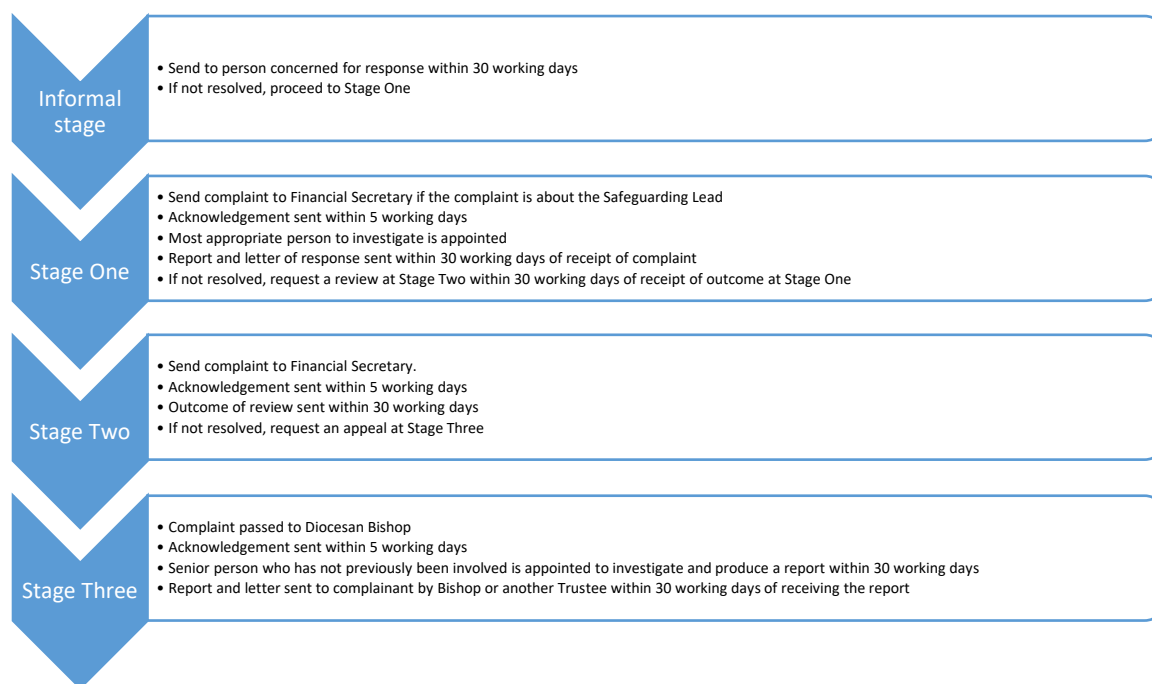 Informal
stage
• Send to person concerned for response within 30 working days
• If not resolved, proceed to Stage One
Stage One
• Send complaint to Financial Secretary if the complaint is about the Safeguarding Lead
• Acknowledgement sent within 5 working days
• Most appropriate person to investigate is appointed
• Report and letter of response sent within 30 working days of receipt of complaint
• If not resolved, request a review at Stage Two within 30 working days of receipt of outcome at Stage One
Stage Two
• Send complaint to Financial Secretary.
• Acknowledgement sent within 5 working days
• Outcome of review sent within 30 working days
• If not resolved, request an appeal at Stage Three
Stage Three
• Complaint passed to Diocesan Bishop
• Acknowledgement sent within 5 working days
• Senior person who has not previously been involved is appointed to investigate and produce a report within 30 working days
• Report and letter sent to complainant by Bishop or another Trustee within 30 working days of receiving the report